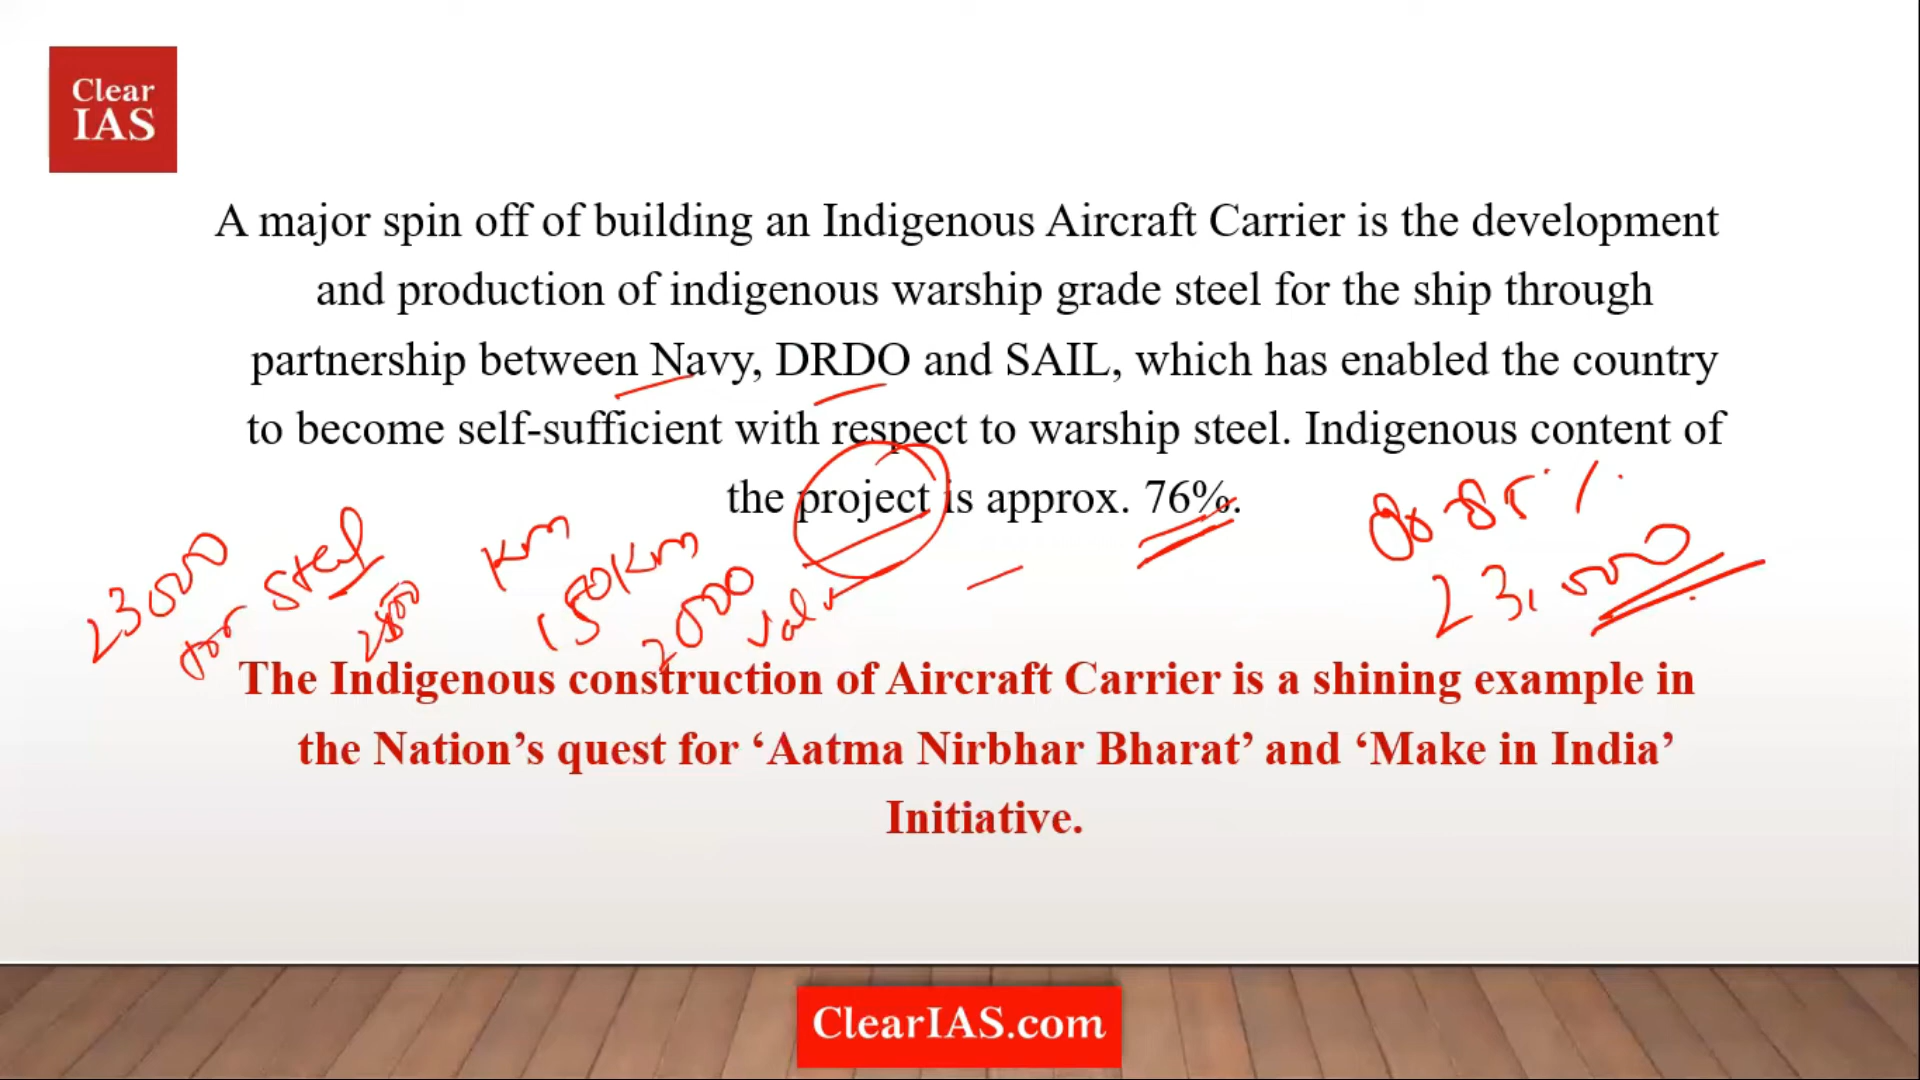 Clear
IAS
A major spin off of building an Indigenous Aircraft Carrier is the development
and production of indigenous warship grade steel for the ship through
partnership between Navy, DRDO and SAIL, which has enabled the country
to become self-sufficient with respect to warship steel. Indigenous content of
the project is approx. 76%.
85%
23,000
23000
steel
Km
150 Km
2000
The Indigenous construction of Aircraft Carrier is a shining example in
the Nation’s quest for ‘Aatma Nirbhar Bharat’ and ‘Make in India’
Initiative.
ClearIAS.com